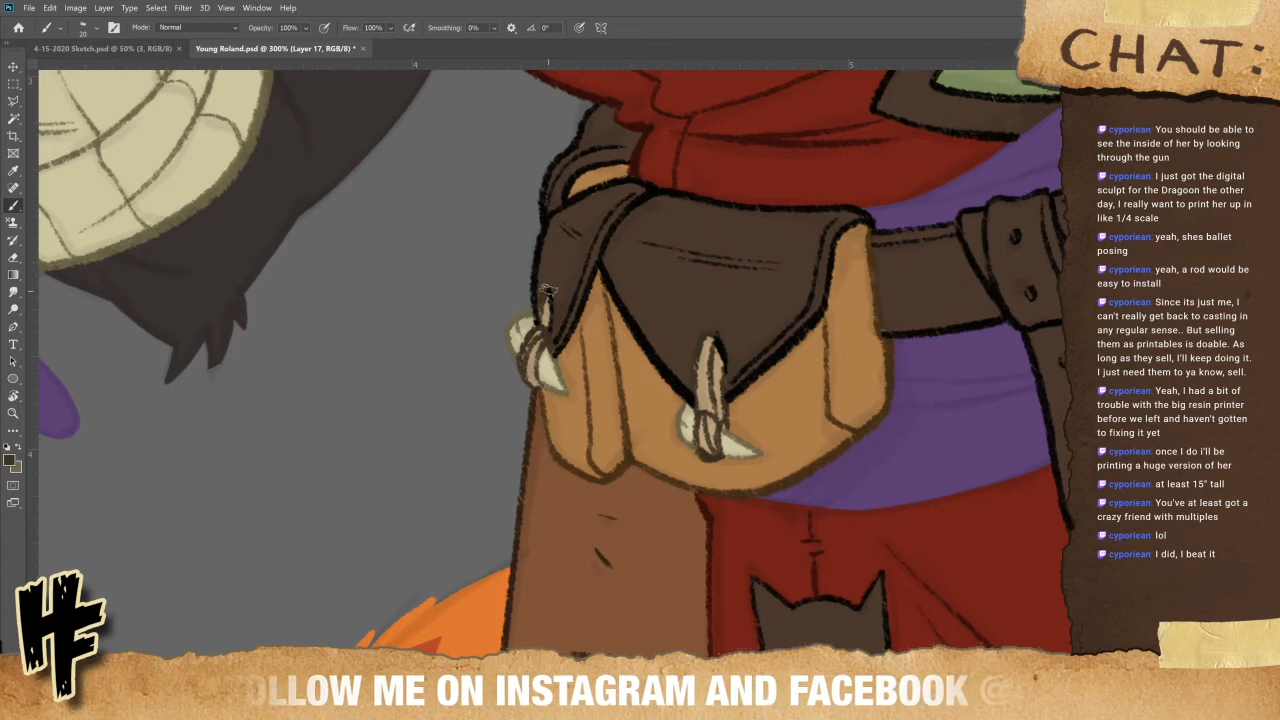 File Edit Image Layer Type Select Filter 3D View Window Help
20 Mode: Normal Opacity: 100% Flow: 100% Smoothing: 0% 0°
4-15-2020 Sketch.psd @ 50% (3, RGB/8) × Young Roland.psd @ 300% (Layer 17, RGB/8) * ×
4 5
3
4
CHAT:
cyporiean: You should be able to
see the inside of her by looking
through the gun
cyporiean: I just got the digital
sculpt for the Dragoon the other
day, I really want to print her up in
like 1/4 scale
cyporiean: yeah, shes ballet
posing
cyporiean: yeah, a rod would be
easy to install
cyporiean: Since its just me, I
can't really get back to casting in
any regular sense.. But selling
them as printables is doable. As
long as they sell, I'll keep doing it.
I just need them to ya know, sell.
cyporiean: Yeah, I had a bit of
trouble with the big resin printer
before we left and haven't gotten
to fixing it yet
cyporiean: once I do i'll be
printing a huge version of her
cyporiean: at least 15" tall
cyporiean: You've at least got a
crazy friend with multiples
cyporiean: lol
cyporiean: I did, I beat it
HF
OLLOW ME ON INSTAGRAM AND FACEBOOK @